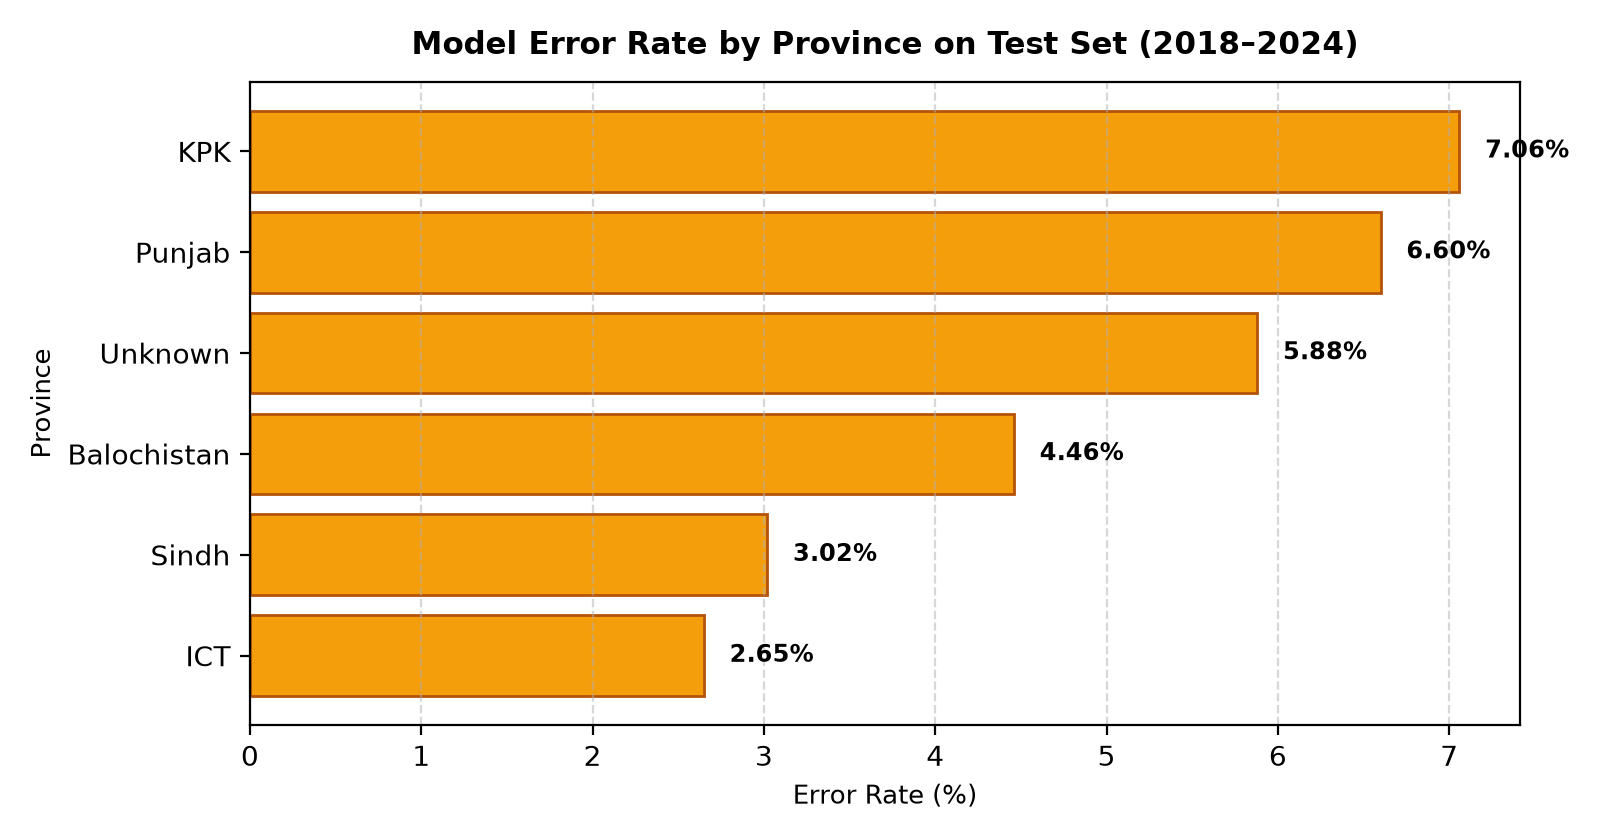 Model Error Rate by Province on Test Set (2018–2024)
KPK
7.06%
Punjab
6.60%
Unknown
5.88%
Province
Balochistan
4.46%
Sindh
3.02%
ICT
2.65%
0 1 2 3 4 5 6 7
Error Rate (%)